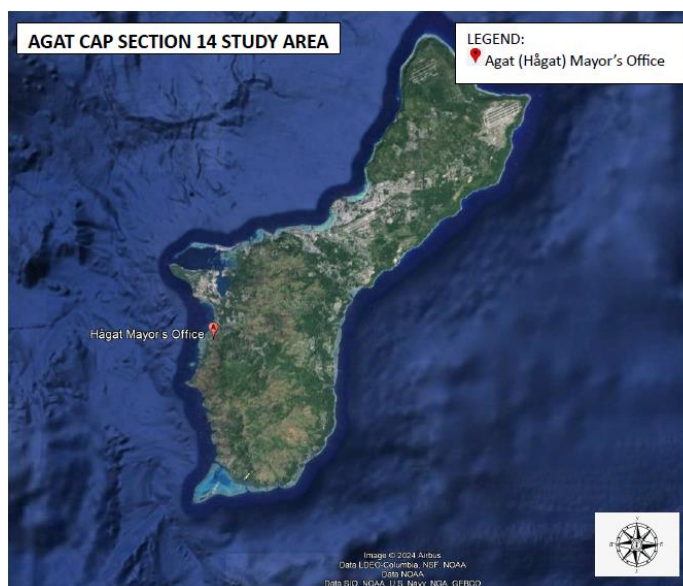 AGAT CAP SECTION 14 STUDY AREA
LEGEND:
Agat (Hågat) Mayor's Office
Hågat Mayor's Office
A
Image © 2024 Airbus
Data LDEO-Columbia, NSF, NOAA
Data NOAA
Data SIO, NOAA, U.S. Navy, NGA, GEBCO